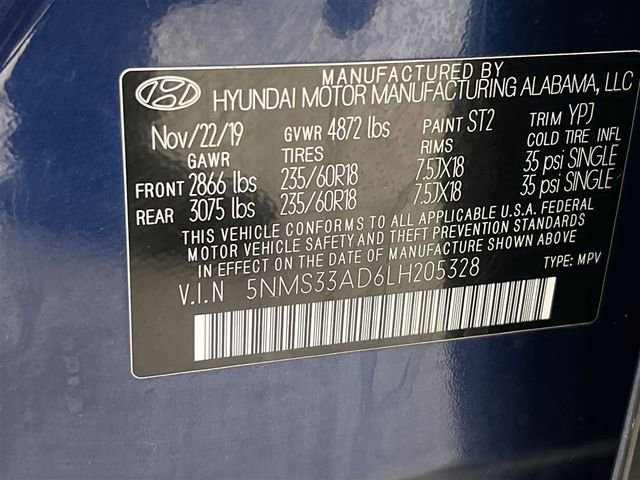 MANUFACTURED BY
HYUNDAI MOTOR MANUFACTURING ALABAMA, LLC
Nov/22/19 GVWR 4872 lbs PAINT ST2 TRIM YPJ
GAWR TIRES RIMS COLD TIRE INFL
FRONT 2866 lbs 235/60R18 7.5JX18 35 psi SINGLE
REAR 3075 lbs 235/60R18 7.5JX18 35 psi SINGLE
THIS VEHICLE CONFORMS TO ALL APPLICABLE U.S.A. FEDERAL
MOTOR VEHICLE SAFETY AND THEFT PREVENTION STANDARDS
IN EFFECT ON THE DATE OF MANUFACTURE SHOWN ABOVE
V.I.N 5NMS33AD6LH205328 TYPE: MPV